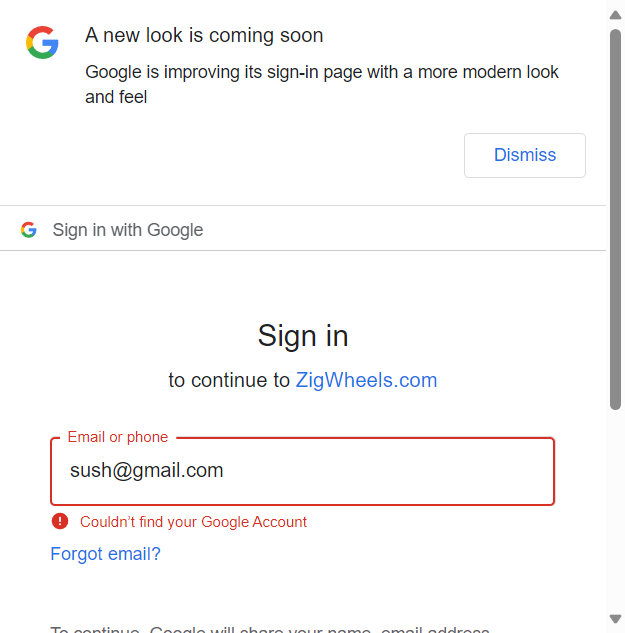 A new look is coming soon
Google is improving its sign-in page with a more modern look
and feel
Dismiss
Sign in with Google
Sign in
to continue to ZigWheels.com
Email or phone
sush@gmail.com
Couldn't find your Google Account
Forgot email?
To continue, Google will share your name, email address,